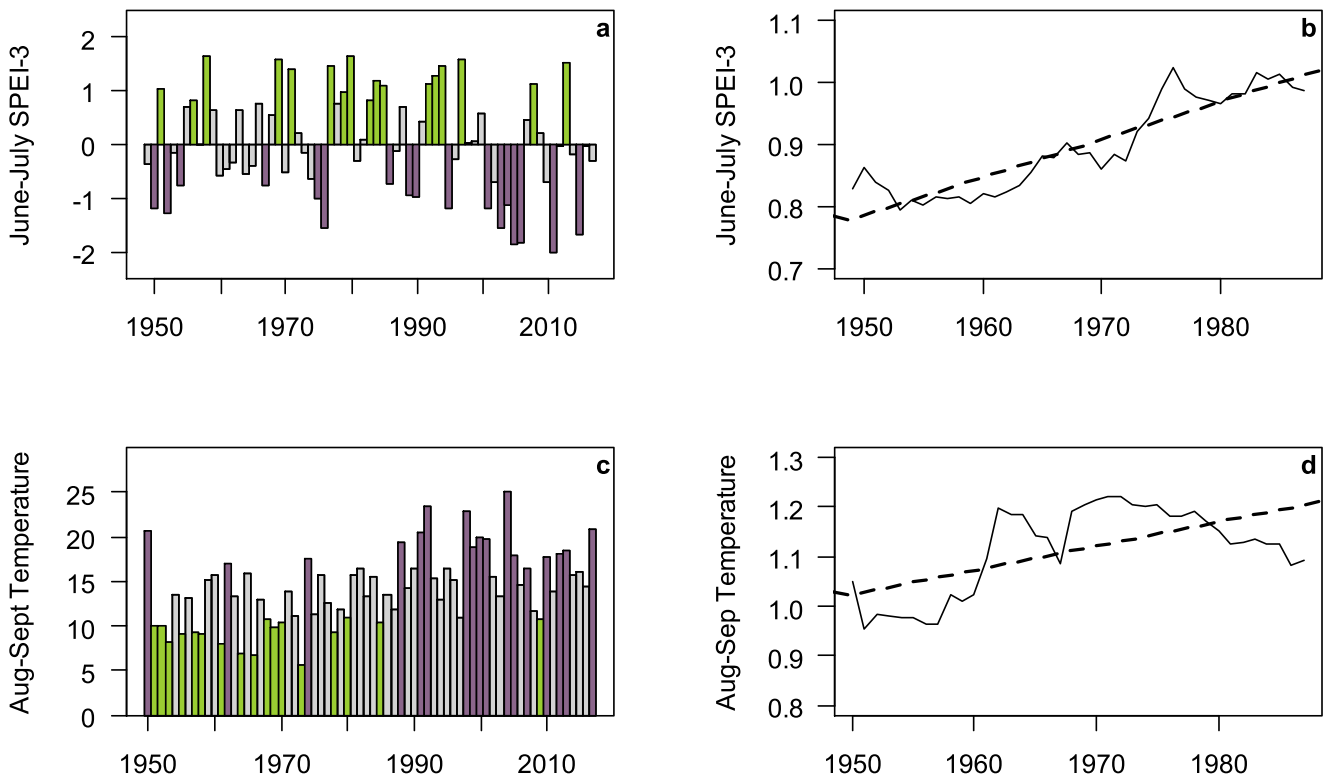 a
June-July SPEI-3
2
1
0
-1
-2
1950 1970 1990 2010
b
June-July SPEI-3
1.1
1.0
0.9
0.8
0.7
1950 1960 1970 1980
c
Aug-Sept Temperature
25
20
15
10
5
0
1950 1970 1990 2010
d
Aug-Sep Temperature
1.3
1.2
1.1
1.0
0.9
0.8
1950 1960 1970 1980